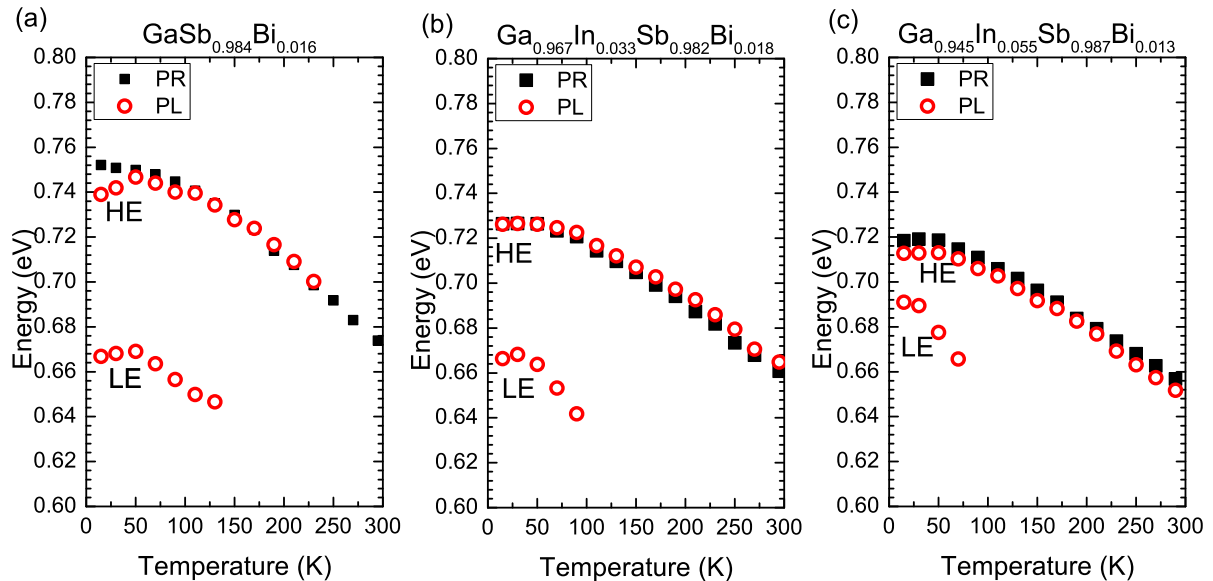 (a)
GaSb0.984Bi0.016
0.80
0.78
0.76
0.74
0.72
0.70
0.68
0.66
0.64
0.62
0.60
Energy (eV)
PR
PL
HE
LE
0 50 100 150 200 250 300
Temperature (K)
(b)
Ga0.967In0.033Sb0.982Bi0.018
0.80
0.78
0.76
0.74
0.72
0.70
0.68
0.66
0.64
0.62
0.60
Energy (eV)
PR
PL
HE
LE
0 50 100 150 200 250 300
Temperature (K)
(c)
Ga0.945In0.055Sb0.987Bi0.013
0.80
0.78
0.76
0.74
0.72
0.70
0.68
0.66
0.64
0.62
0.60
Energy (eV)
PR
PL
HE
LE
0 50 100 150 200 250 300
Temperature (K)